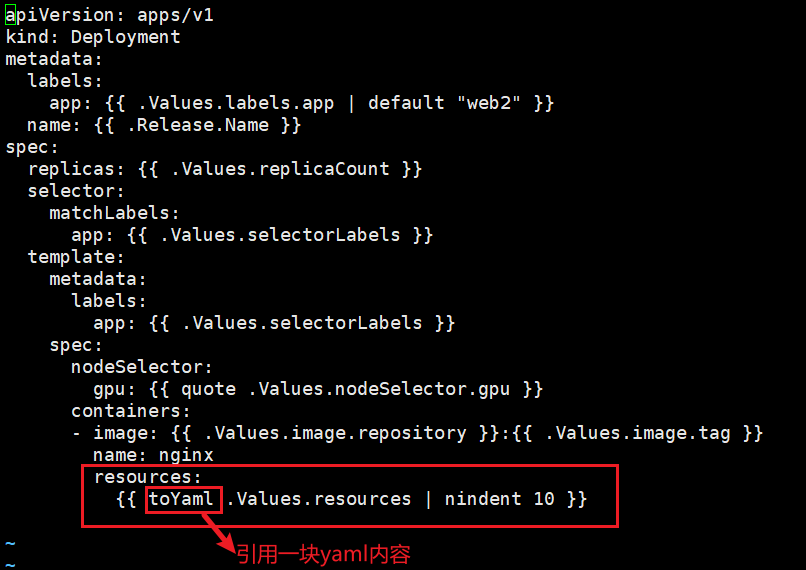 apiVersion: apps/v1
kind: Deployment
metadata:
  labels:
    app: {{ .Values.labels.app | default "web2" }}
  name: {{ .Release.Name }}
spec:
  replicas: {{ .Values.replicaCount }}
  selector:
    matchLabels:
      app: {{ .Values.selectorLabels }}
  template:
    metadata:
      labels:
        app: {{ .Values.selectorLabels }}
    spec:
      nodeSelector:
        gpu: {{ quote .Values.nodeSelector.gpu }}
      containers:
      - image: {{ .Values.image.repository }}:{{ .Values.image.tag }}
        name: nginx
        resources:
          {{ toYaml .Values.resources | nindent 10 }}
~
引用一块yaml内容
~